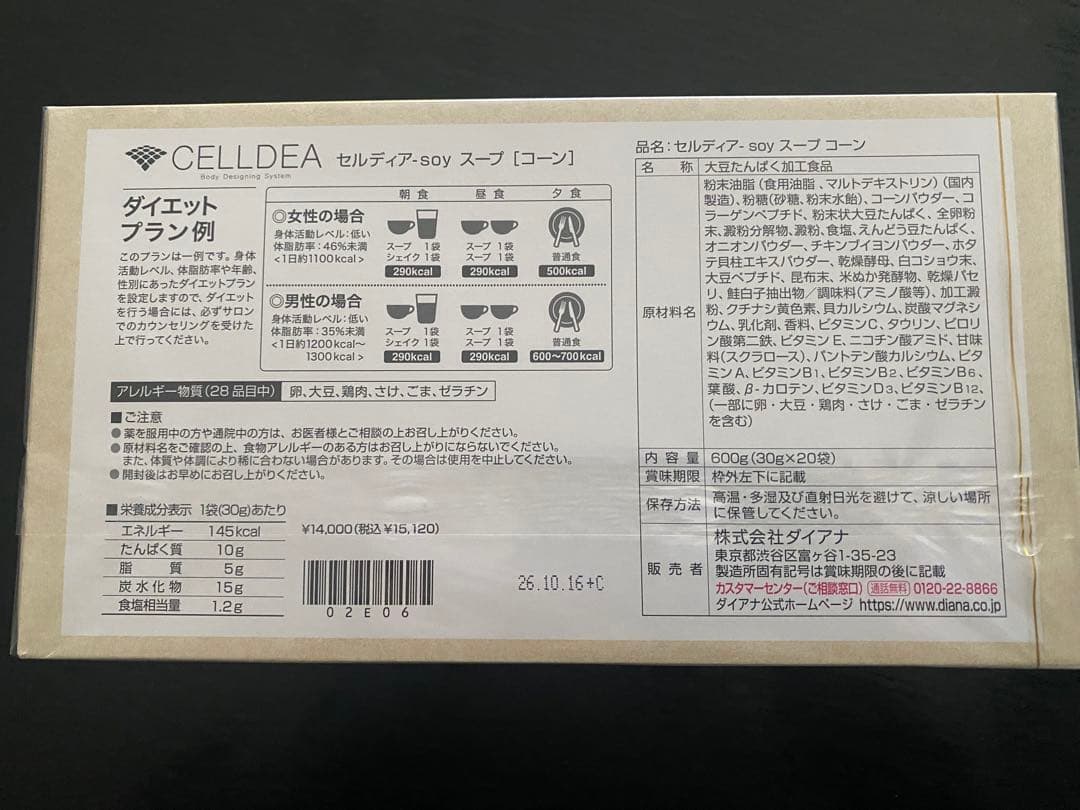 CELLDEA セルディア-soy スープ [コーン]
Body Designing System
ダイエット
プラン例
このプランは一例です。身体
活動レベル、体脂肪率や年齢、
性別にあったダイエットプラン
を設定しますので、ダイエット
を行う場合には、必ずサロン
でのカウンセリングを受けた
上で行ってください。
朝食 昼食 夕食
◎女性の場合
身体活動レベル:低い
体脂肪率:46%未満
<1日約1100kcal>
スープ 1袋
シェイク 1袋
290kcal
スープ 1袋
スープ 1袋
290kcal
普通食
500kcal
◎男性の場合
身体活動レベル:低い
体脂肪率:35%未満
<1日約1200kcal〜
1300kcal>
スープ 1袋
シェイク 1袋
290kcal
スープ 1袋
スープ 1袋
290kcal
普通食
600〜700kcal
アレルギー物質(28品目中) 卵、大豆、鶏肉、さけ、ごま、ゼラチン
■ご注意
●薬を服用中の方や通院中の方は、お医者様とご相談の上お召し上がりください。
●原材料名をご確認の上、食物アレルギーのある方はお召し上がりにならないでください。
また、体質や体調により稀に合わない場合があります。その場合は使用を中止してください。
●開封後はお早めにお召し上がりください。
■栄養成分表示 1袋(30g)あたり
エネルギー 145kcal
たんぱく質 10g
脂質 5g
炭水化物 15g
食塩相当量 1.2g
¥14,000(税込¥15,120)
02E06
26.10.16+C
品名:セルディア-soy スープ コーン
名称 大豆たんぱく加工食品
原材料名
粉末油脂(食用油脂、マルトデキストリン)(国内
製造)、粉糖(砂糖、粉末水飴)、コーンパウダー、コ
ラーゲンペプチド、粉末状大豆たんぱく、全卵粉
末、澱粉分解物、澱粉、食塩、えんどう豆たんぱく、
オニオンパウダー、チキンブイヨンパウダー、ホタ
テ貝柱エキスパウダー、乾燥酵母、白コショウ末、
大豆ペプチド、昆布末、米ぬか発酵物、乾燥パセ
リ、鮭白子抽出物/調味料(アミノ酸等)、加工澱
粉、クチナシ黄色素、貝カルシウム、炭酸マグネシ
ウム、乳化剤、香料、ビタミンC、タウリン、ピロリン
酸第二鉄、ビタミンE、ニコチン酸アミド、甘味
料(スクラロース)、パントテン酸カルシウム、ビタ
ミンA、ビタミンB1、ビタミンB2、ビタミンB6、
葉酸、β-カロテン、ビタミンD3、ビタミンB12、
(一部に卵・大豆・鶏肉・さけ・ごま・ゼラチン
を含む)
内容量 600g(30g×20袋)
賞味期限 枠外左下に記載
保存方法 高温・多湿及び直射日光を避けて、涼しい場所
に保管してください。
販売者
株式会社ダイアナ
東京都渋谷区富ヶ谷1-35-23
製造所固有記号は賞味期限の後に記載
カスタマーセンター(ご相談窓口) 通話無料 0120-22-8866
ダイアナ公式ホームページ https://www.diana.co.jp